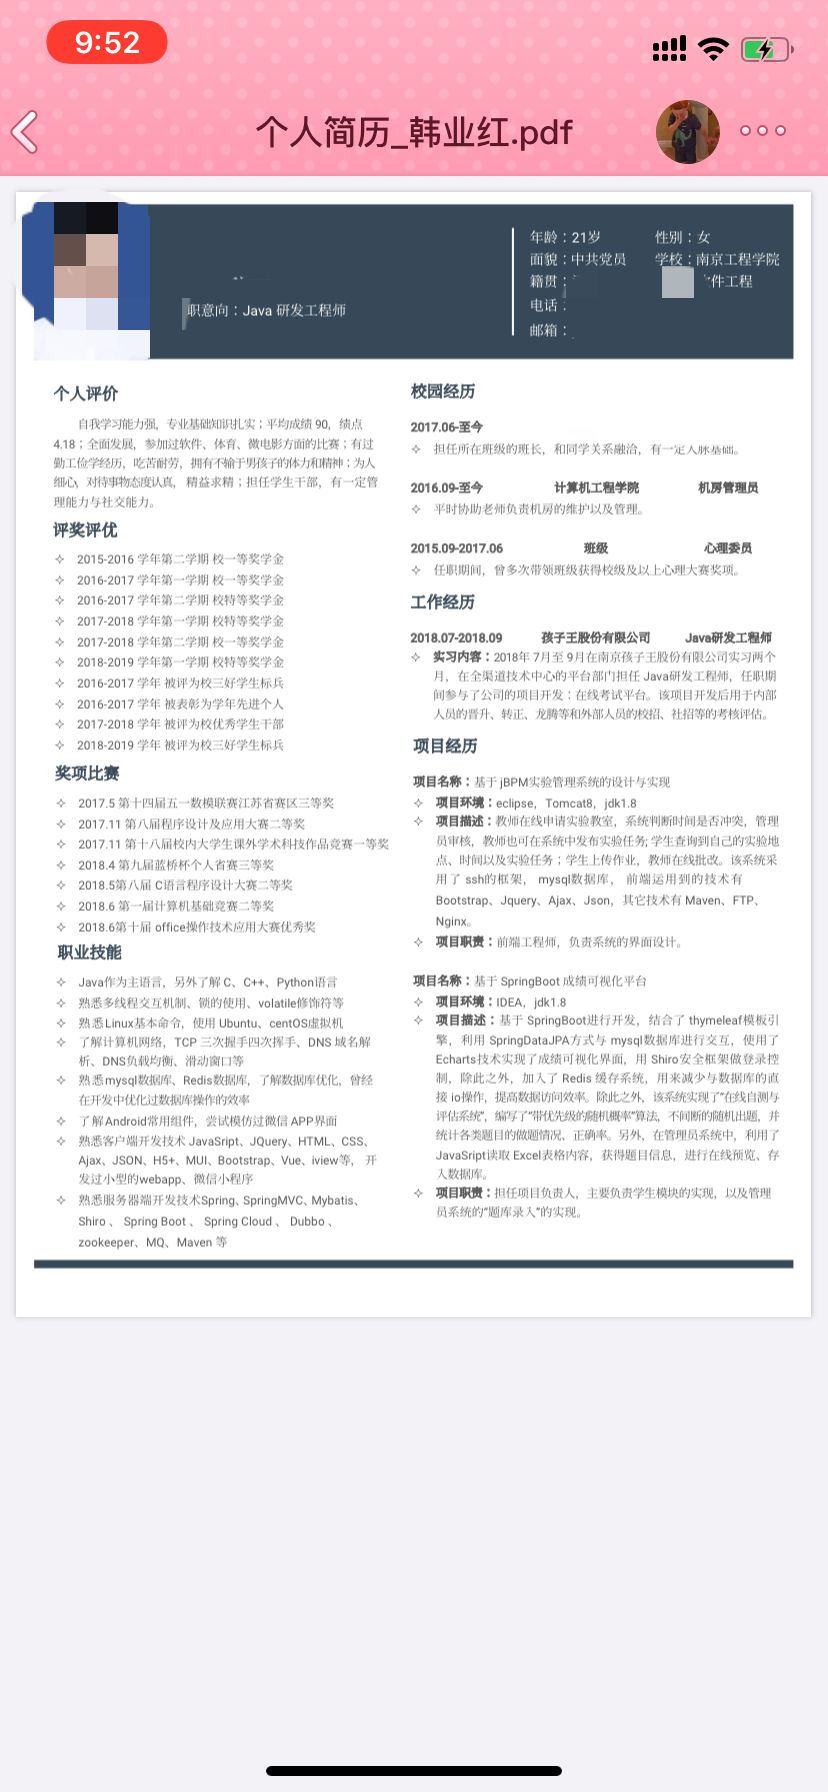 9:52
个人简历_韩业红.pdf
职意向：Java 研发工程师
年龄：21岁 性别：女
面貌：中共党员 学校：南京工程学院
籍贯： 件工程
电话：
邮箱：
个人评价
自我学习能力强，专业基础知识扎实；平均成绩 90，绩点
4.18；全面发展，参加过软件、体育、微电影方面的比赛；有过
勤工俭学经历，吃苦耐劳，拥有不输于男孩子的体力和精神；为人
细心，对待事物态度认真，精益求精；担任学生干部，有一定管
理能力与社交能力。
评奖评优
✧ 2015-2016 学年第二学期 校一等奖学金
✧ 2016-2017 学年第一学期 校一等奖学金
✧ 2016-2017 学年第二学期 校特等奖学金
✧ 2017-2018 学年第一学期 校特等奖学金
✧ 2017-2018 学年第二学期 校一等奖学金
✧ 2018-2019 学年第一学期 校特等奖学金
✧ 2016-2017 学年 被评为校三好学生标兵
✧ 2016-2017 学年 被表彰为学年先进个人
✧ 2017-2018 学年 被评为校优秀学生干部
✧ 2018-2019 学年 被评为校三好学生标兵
奖项比赛
✧ 2017.5 第十四届五一数模联赛江苏省赛区三等奖
✧ 2017.11 第八届程序设计及应用大赛二等奖
✧ 2017.11 第十八届校内大学生课外学术科技作品竞赛一等奖
✧ 2018.4 第九届蓝桥杯个人省赛三等奖
✧ 2018.5第八届 C语言程序设计大赛二等奖
✧ 2018.6 第一届计算机基础竞赛二等奖
✧ 2018.6第十届 office操作技术应用大赛优秀奖
职业技能
✧ Java作为主语言，另外了解 C、C++、Python语言
✧ 熟悉多线程交互机制、锁的使用、volatile修饰符等
✧ 熟悉Linux基本命令，使用 Ubuntu、centOS虚拟机
✧ 了解计算机网络，TCP 三次握手四次挥手、DNS 域名解
析、DNS负载均衡、滑动窗口等
✧ 熟悉mysql数据库、Redis数据库，了解数据库优化，曾经
在开发中优化过数据库操作的效率
✧ 了解Android常用组件，尝试模仿过微信 APP界面
✧ 熟悉客户端开发技术 JavaSript、JQuery、HTML、CSS、
Ajax、JSON、H5+、MUI、Bootstrap、Vue、iview等，开
发过小型的webapp、微信小程序
✧ 熟悉服务器端开发技术Spring、SpringMVC、Mybatis、
Shiro 、 Spring Boot 、 Spring Cloud 、 Dubbo 、
zookeeper、MQ、Maven 等
校园经历
2017.06-至今
✧ 担任所在班级的班长，和同学关系融洽，有一定人脉基础。
2016.09-至今 计算机工程学院 机房管理员
✧ 平时协助老师负责机房的维护以及管理。
2015.09-2017.06 班级 心理委员
✧ 任职期间，曾多次带领班级获得校级及以上心理大赛奖项。
工作经历
2018.07-2018.09 孩子王股份有限公司 Java研发工程师
✧ 实习内容：2018年 7月至 9月在南京孩子王股份有限公司实习两个
月，在全渠道技术中心的平台部门担任 Java研发工程师，任职期
间参与了公司的项目开发：在线考试平台。该项目开发后用于内部
人员的晋升、转正、龙腾等和外部人员的校招、社招等的考核评估。
项目经历
项目名称：基于 jBPM实验管理系统的设计与实现
✧ 项目环境：eclipse，Tomcat8，jdk1.8
✧ 项目描述：教师在线申请实验教室，系统判断时间是否冲突，管理
员审核，教师也可在系统中发布实验任务; 学生查询到自己的实验地
点、时间以及实验任务；学生上传作业，教师在线批改。该系统采
用了 ssh的框架， mysql数据库， 前端运用到的技术有
Bootstrap、Jquery、Ajax、Json，其它技术有 Maven、FTP、
Nginx。
✧ 项目职责：前端工程师，负责系统的界面设计。
项目名称：基于 SpringBoot 成绩可视化平台
✧ 项目环境：IDEA，jdk1.8
✧ 项目描述：基于 SpringBoot进行开发，结合了 thymeleaf模板引
擎，利用 SpringDataJPA方式与 mysql数据库进行交互，使用了
Echarts技术实现了成绩可视化界面，用 Shiro安全框架做登录控
制，除此之外，加入了 Redis 缓存系统，用来减少与数据库的直
接 io操作，提高数据访问效率。除此之外，该系统实现了“在线自测与
评估系统”，编写了“带优先级的随机概率”算法，不间断的随机出题，并
统计各类题目的做题情况、正确率。另外，在管理员系统中，利用了
JavaSript读取 Excel表格内容，获得题目信息，进行在线预览、存
入数据库。
✧ 项目职责：担任项目负责人，主要负责学生模块的实现，以及管理
员系统的“题库录入”的实现。